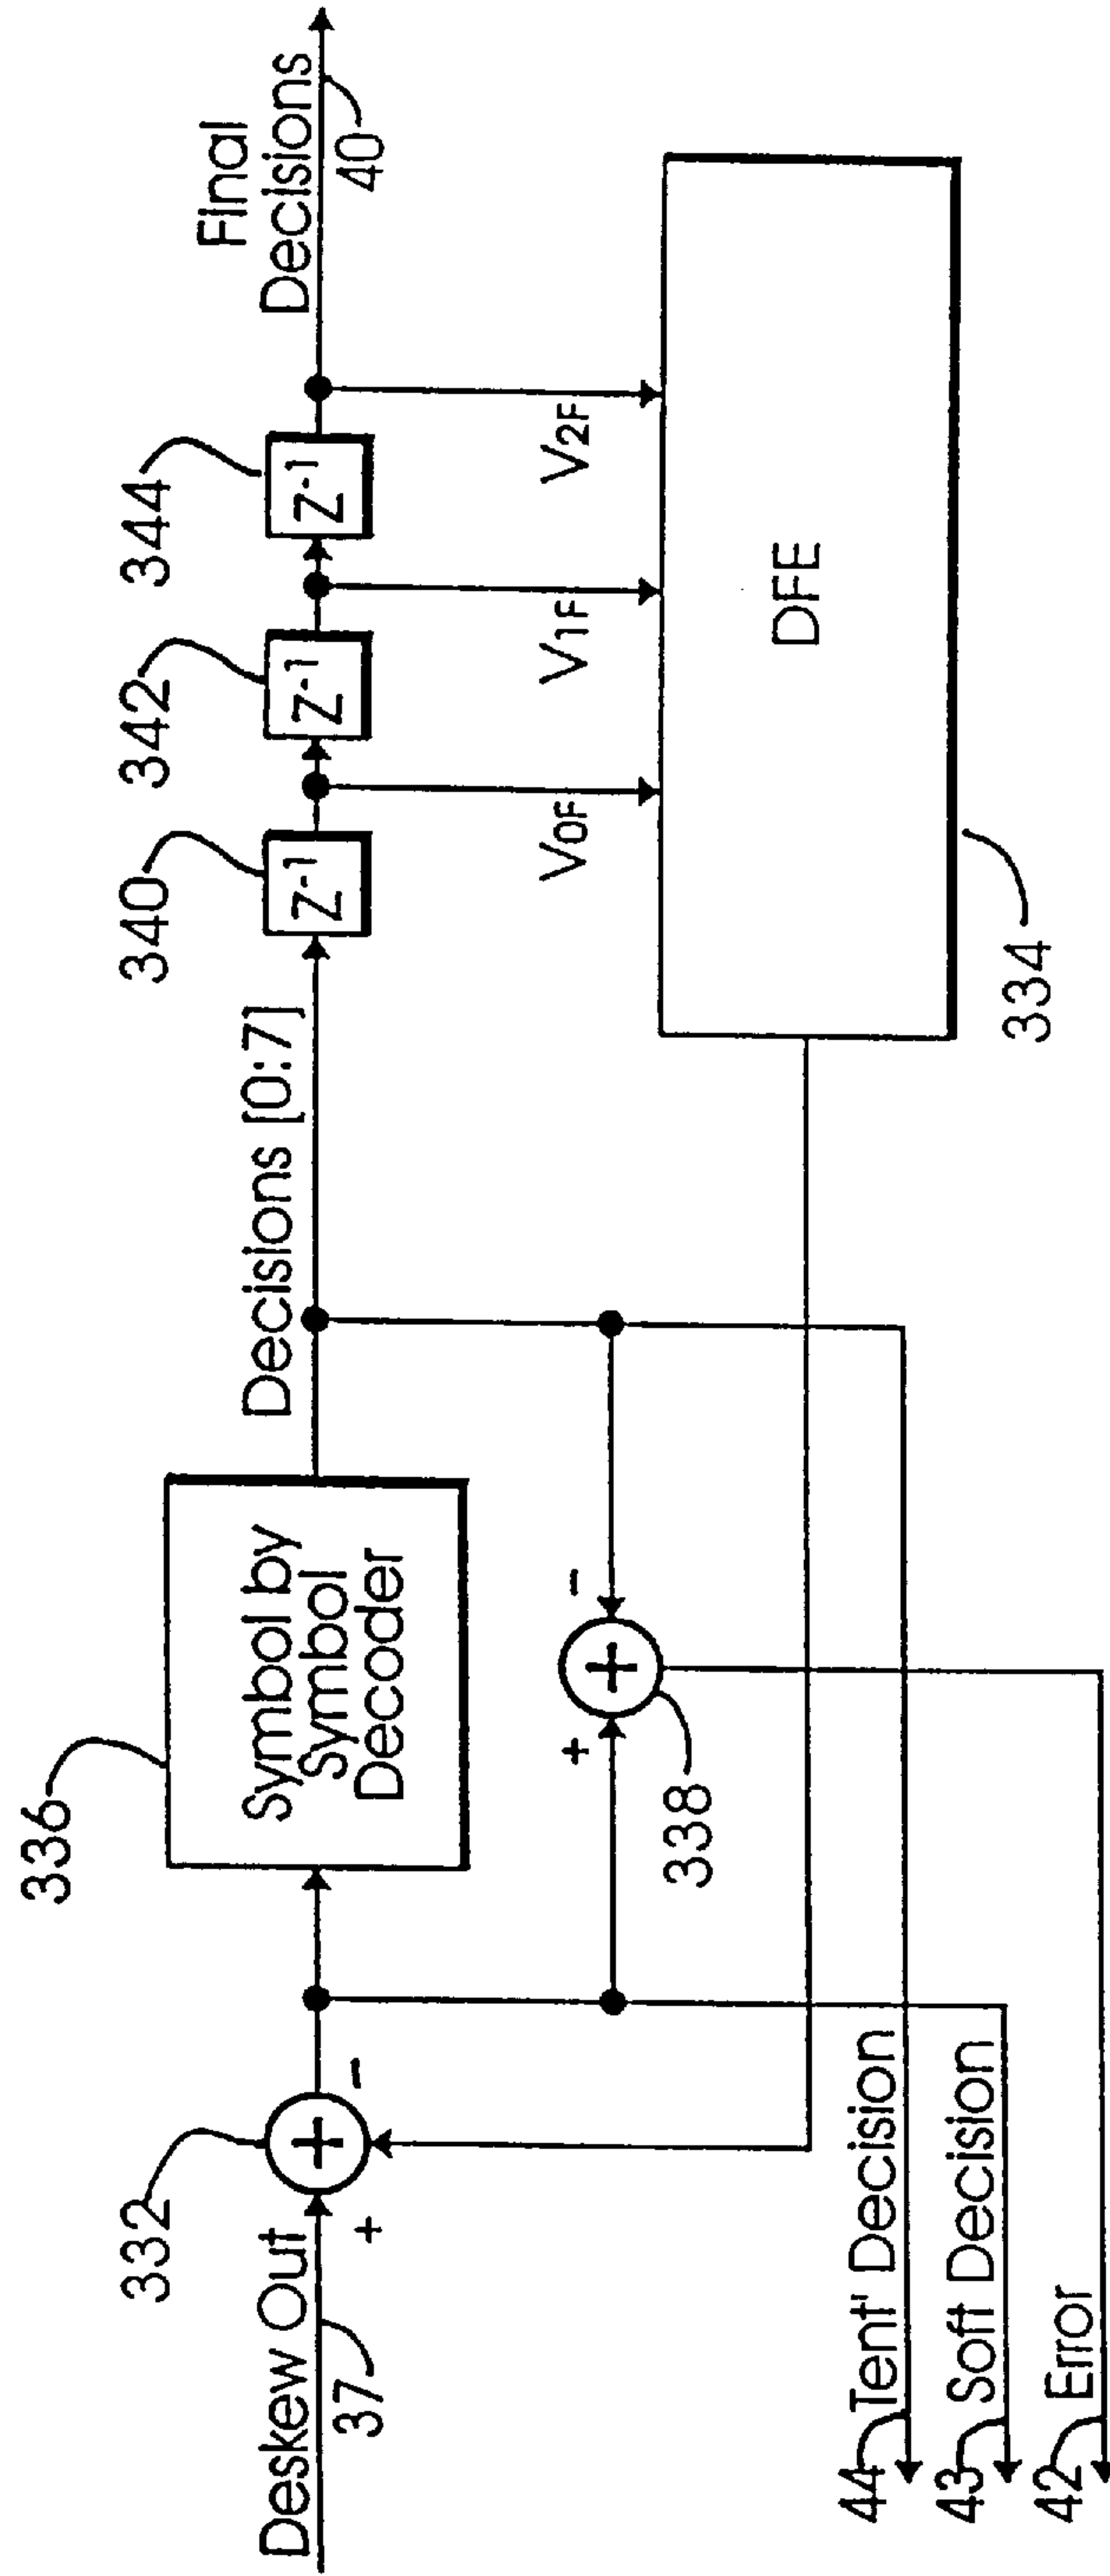 336
332
Deskew Out
37
+
-
Symbol by
Symbol
Decoder
Decisions [0:7]
340
342
344
Z-1
Z-1
Z-1
Final
Decisions
40
V0F
V1F
V2F
DFE
334
+
-
338
+
+
44
Tent' Decision
43
Soft Decision
42
Error